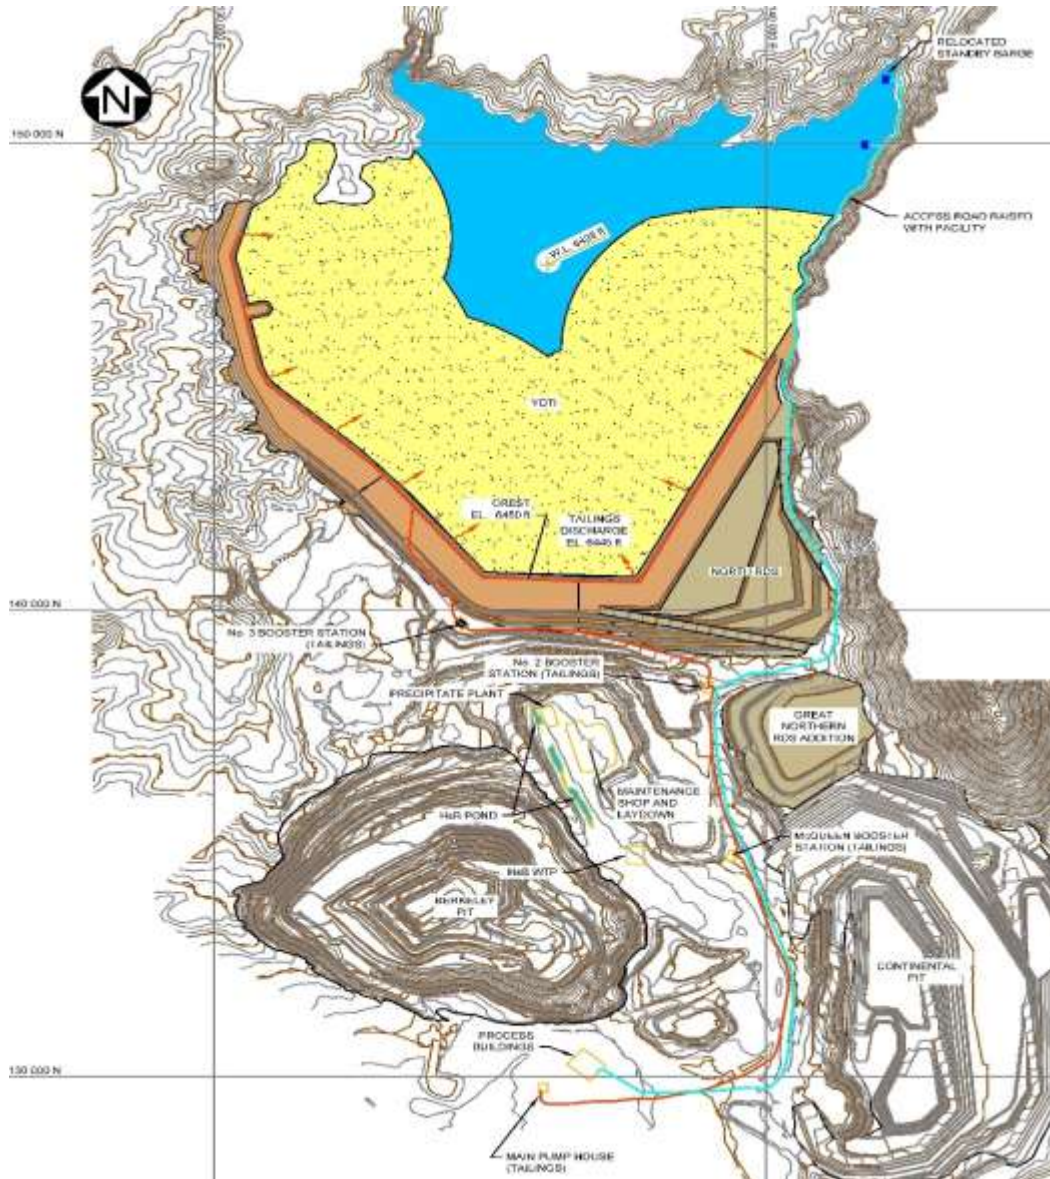 RELOCATED
STANDBY BARGE
N
150 000 N
ACCESS ROAD RAISED
WITH FACILITY
YDTI
CREST
EL. 6450 ft
TAILINGS
DISCHARGE
NORTH RDS
140 000 N
No. 3 BOOSTER STATION
(TAILINGS)
No. 2 BOOSTER
STATION (TAILINGS)
PRECIPITATE PLANT
GREAT
NORTHERN
RDS ADDITION
MAINTENANCE
SHOP AND
LAYDOWN
HsB POND
McQUEEN BOOSTER
STATION (TAILINGS)
HsB WTP
BERKELEY
PIT
CONTINENTAL
PIT
PROCESS
BUILDINGS
130 000 N
MAIN PUMP HOUSE
(TAILINGS)